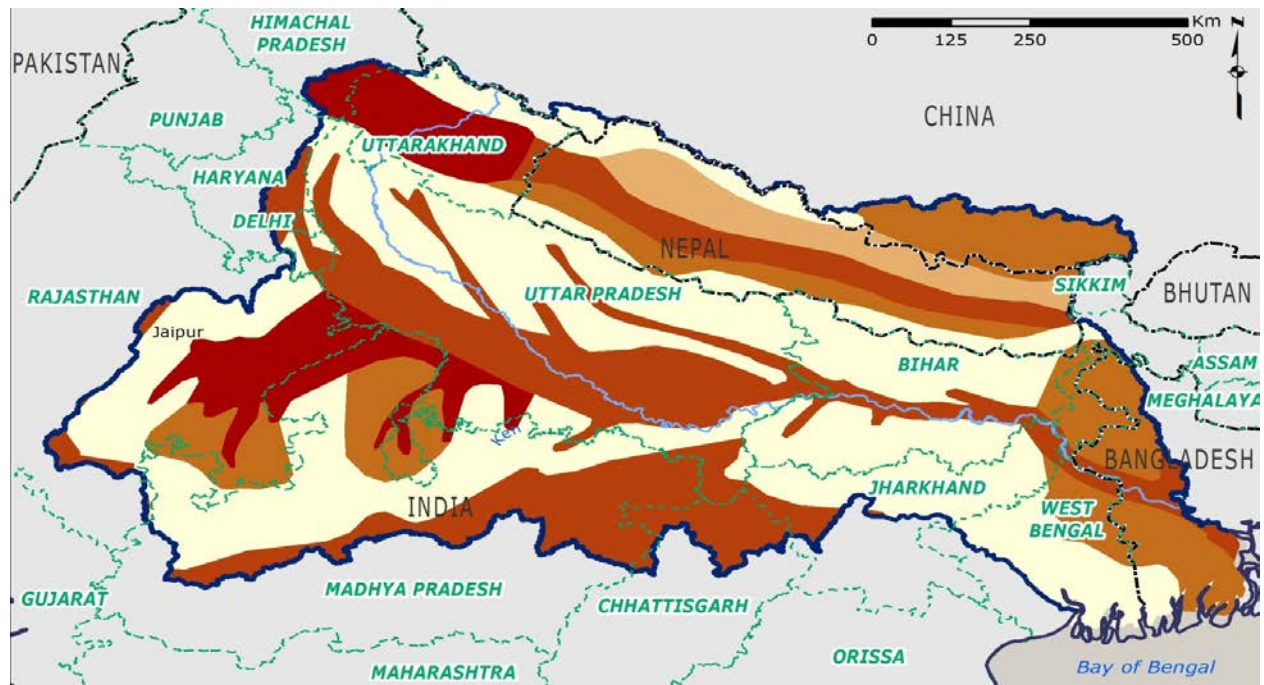 HIMACHAL
PRADESH
Km
N
0 125 250 500
PAKISTAN
CHINA
PUNJAB
UTTARAKHAND
HARYANA
DELHI
NEPAL
SIKKIM
RAJASTHAN
UTTAR PRADESH
BHUTAN
Jaipur
BIHAR
ASSAM
MEGHALAYA
Ken
BANGLADESH
JHARKHAND
INDIA
WEST
BENGAL
MADHYA PRADESH
GUJARAT
CHHATTISGARH
ORISSA
MAHARASHTRA
Bay of Bengal